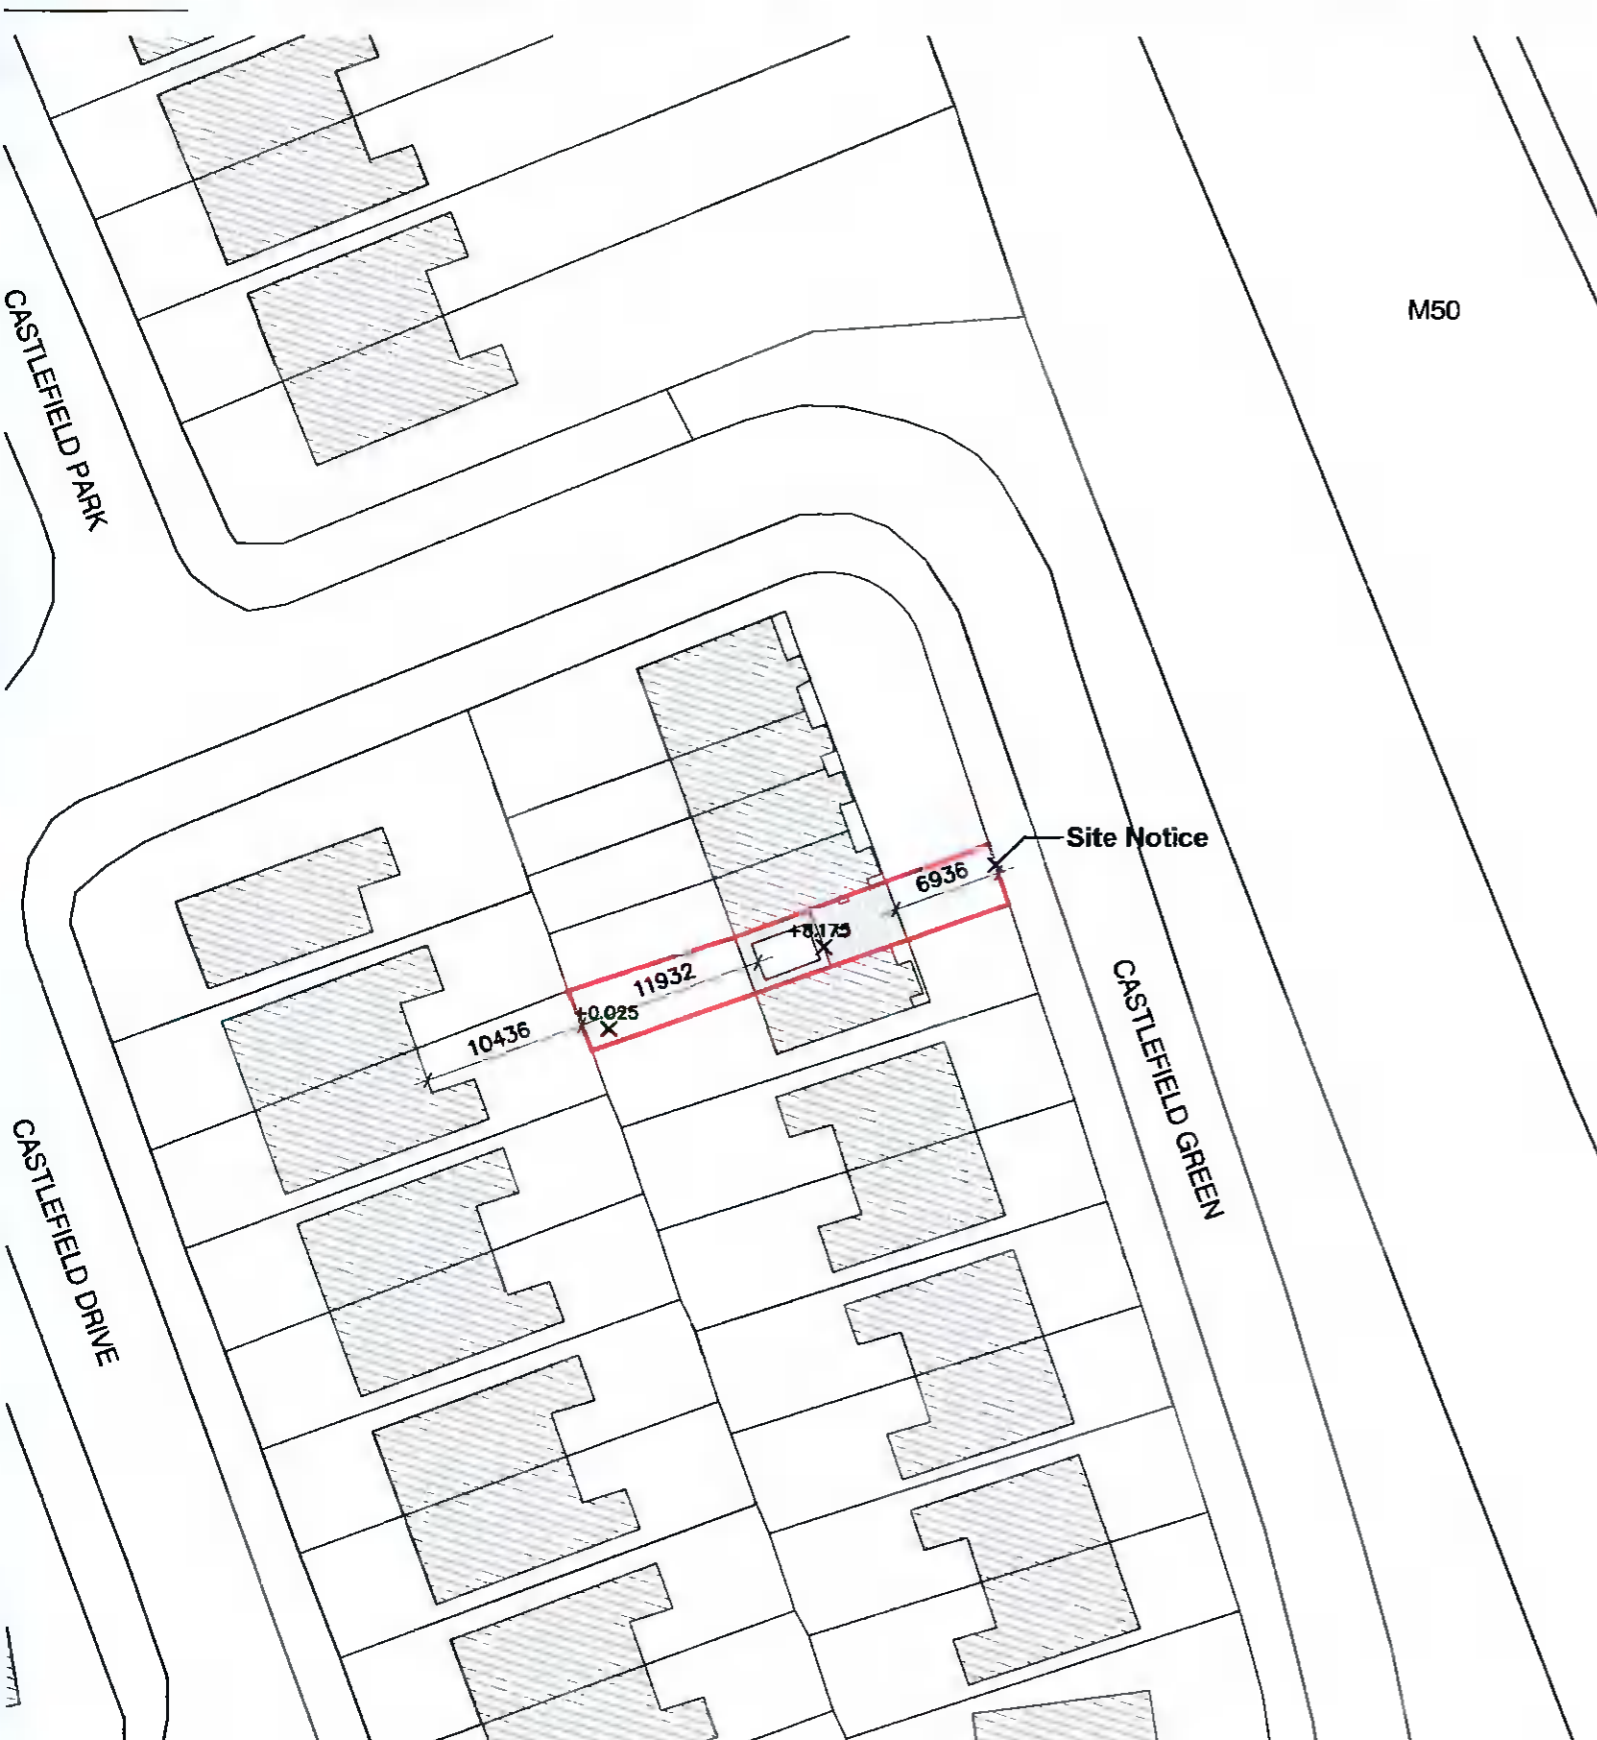 M50
CASTLEFIELD PARK
Site Notice
6936
+8.175
11932
+0.025
10436
CASTLEFIELD GREEN
CASTLEFIELD DRIVE